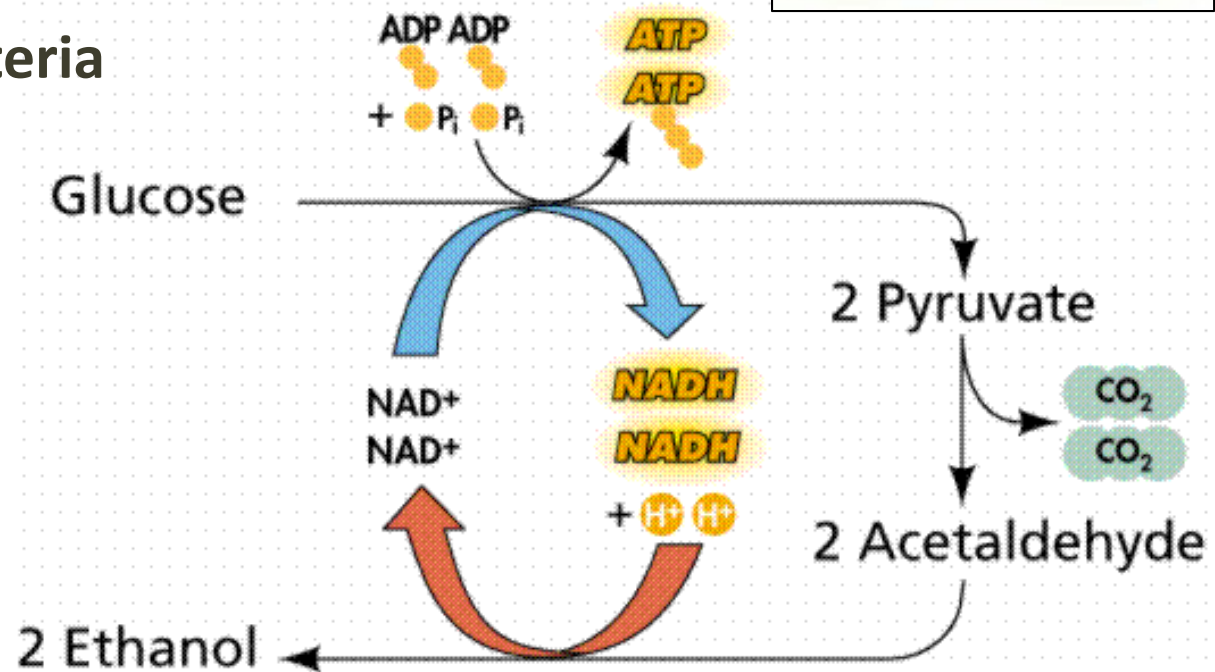 ADP ADP
ATP
teria
ATP
+ Pi Pi
Glucose
2 Pyruvate
NAD+
NADH
CO₂
NAD+
NADH
CO₂
+ H+ H+
2 Acetaldehyde
2 Ethanol